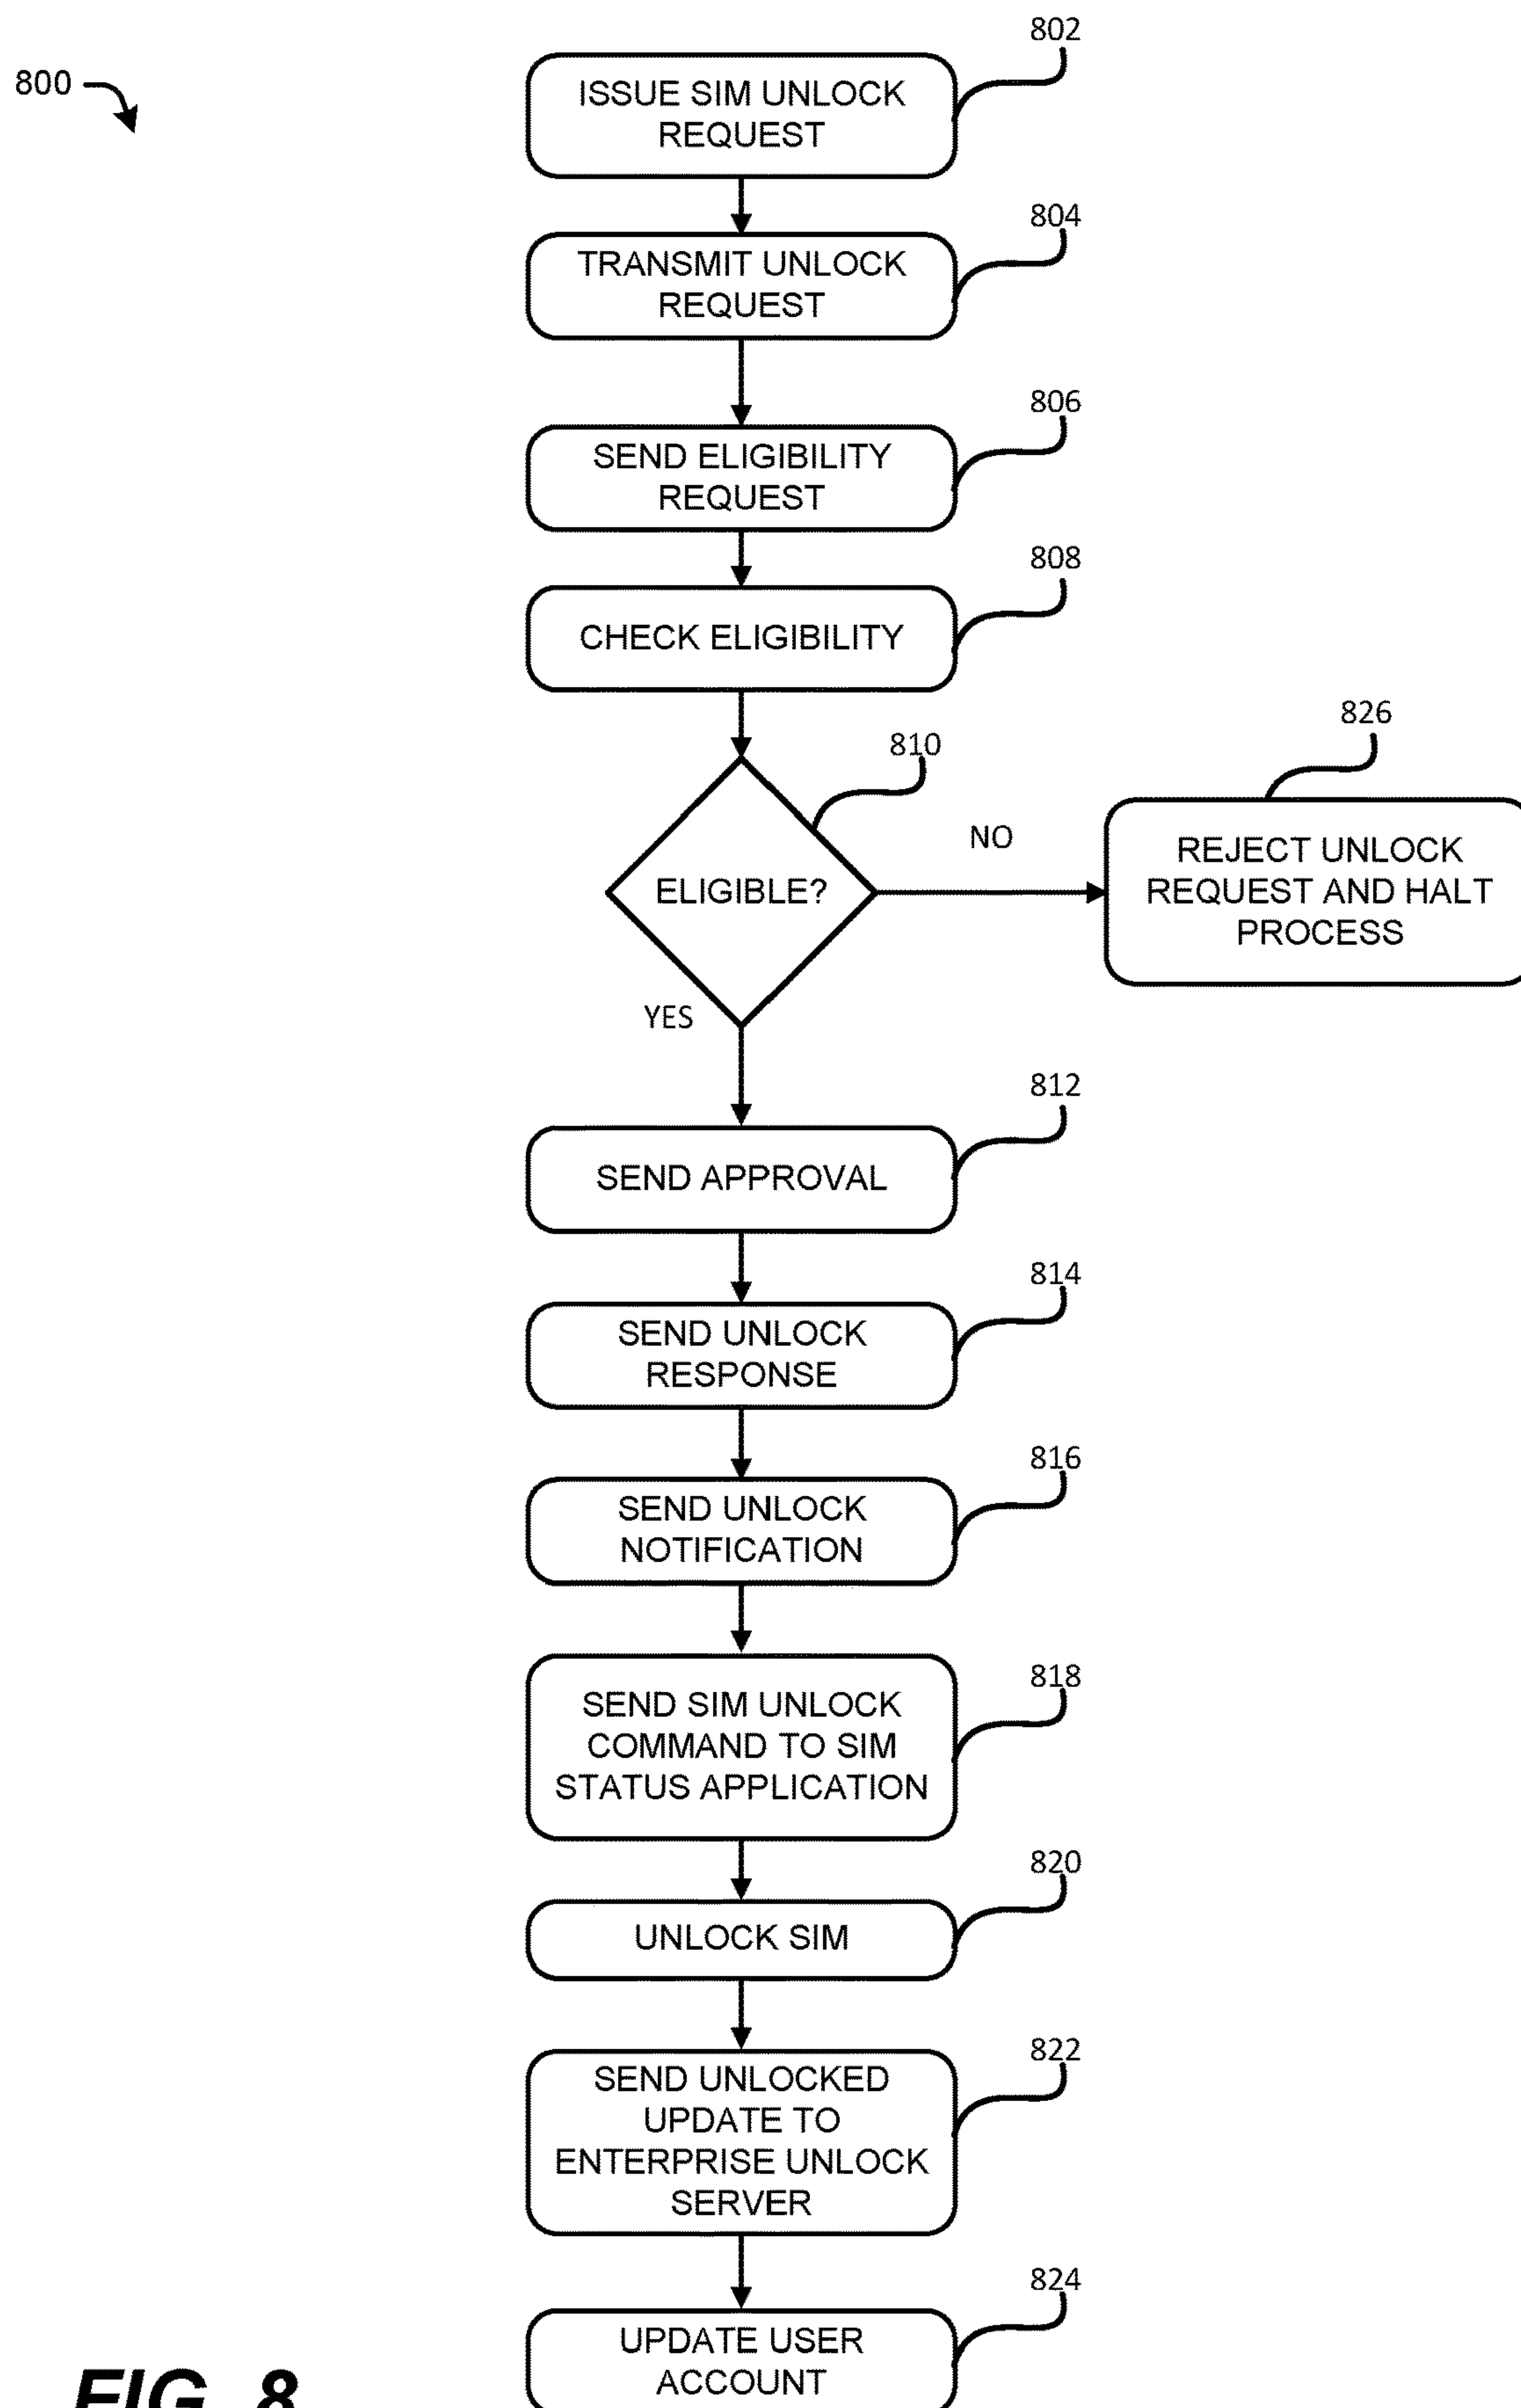 802
800
ISSUE SIM UNLOCK
REQUEST
804
TRANSMIT UNLOCK
REQUEST
806
SEND ELIGIBILITY
REQUEST
808
CHECK ELIGIBILITY
826
810
NO
REJECT UNLOCK
REQUEST AND HALT
PROCESS
ELIGIBLE?
YES
812
SEND APPROVAL
814
SEND UNLOCK
RESPONSE
816
SEND UNLOCK
NOTIFICATION
818
SEND SIM UNLOCK
COMMAND TO SIM
STATUS APPLICATION
820
UNLOCK SIM
822
SEND UNLOCKED
UPDATE TO
ENTERPRISE UNLOCK
SERVER
824
UPDATE USER
ACCOUNT
FIG. 8